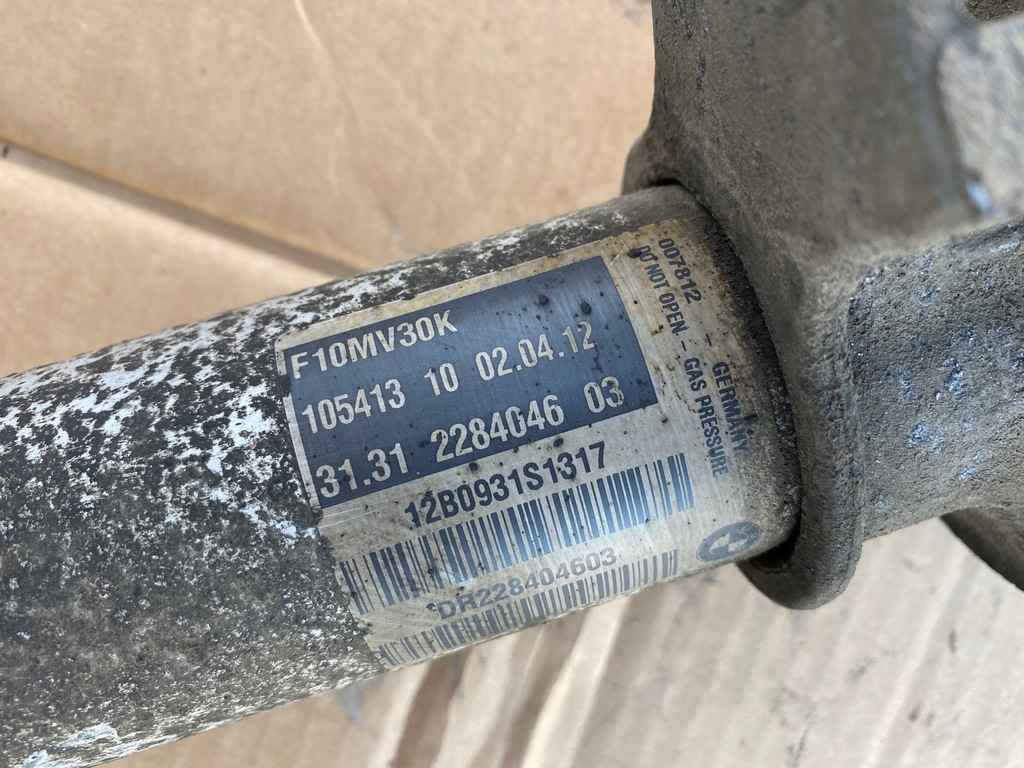 F10MV30K
105413 10 02.04.12
31.31 2284046 03
12B0931S1317
DR228404603
007812 - GERMANY
DO NOT OPEN - GAS PRESSURE